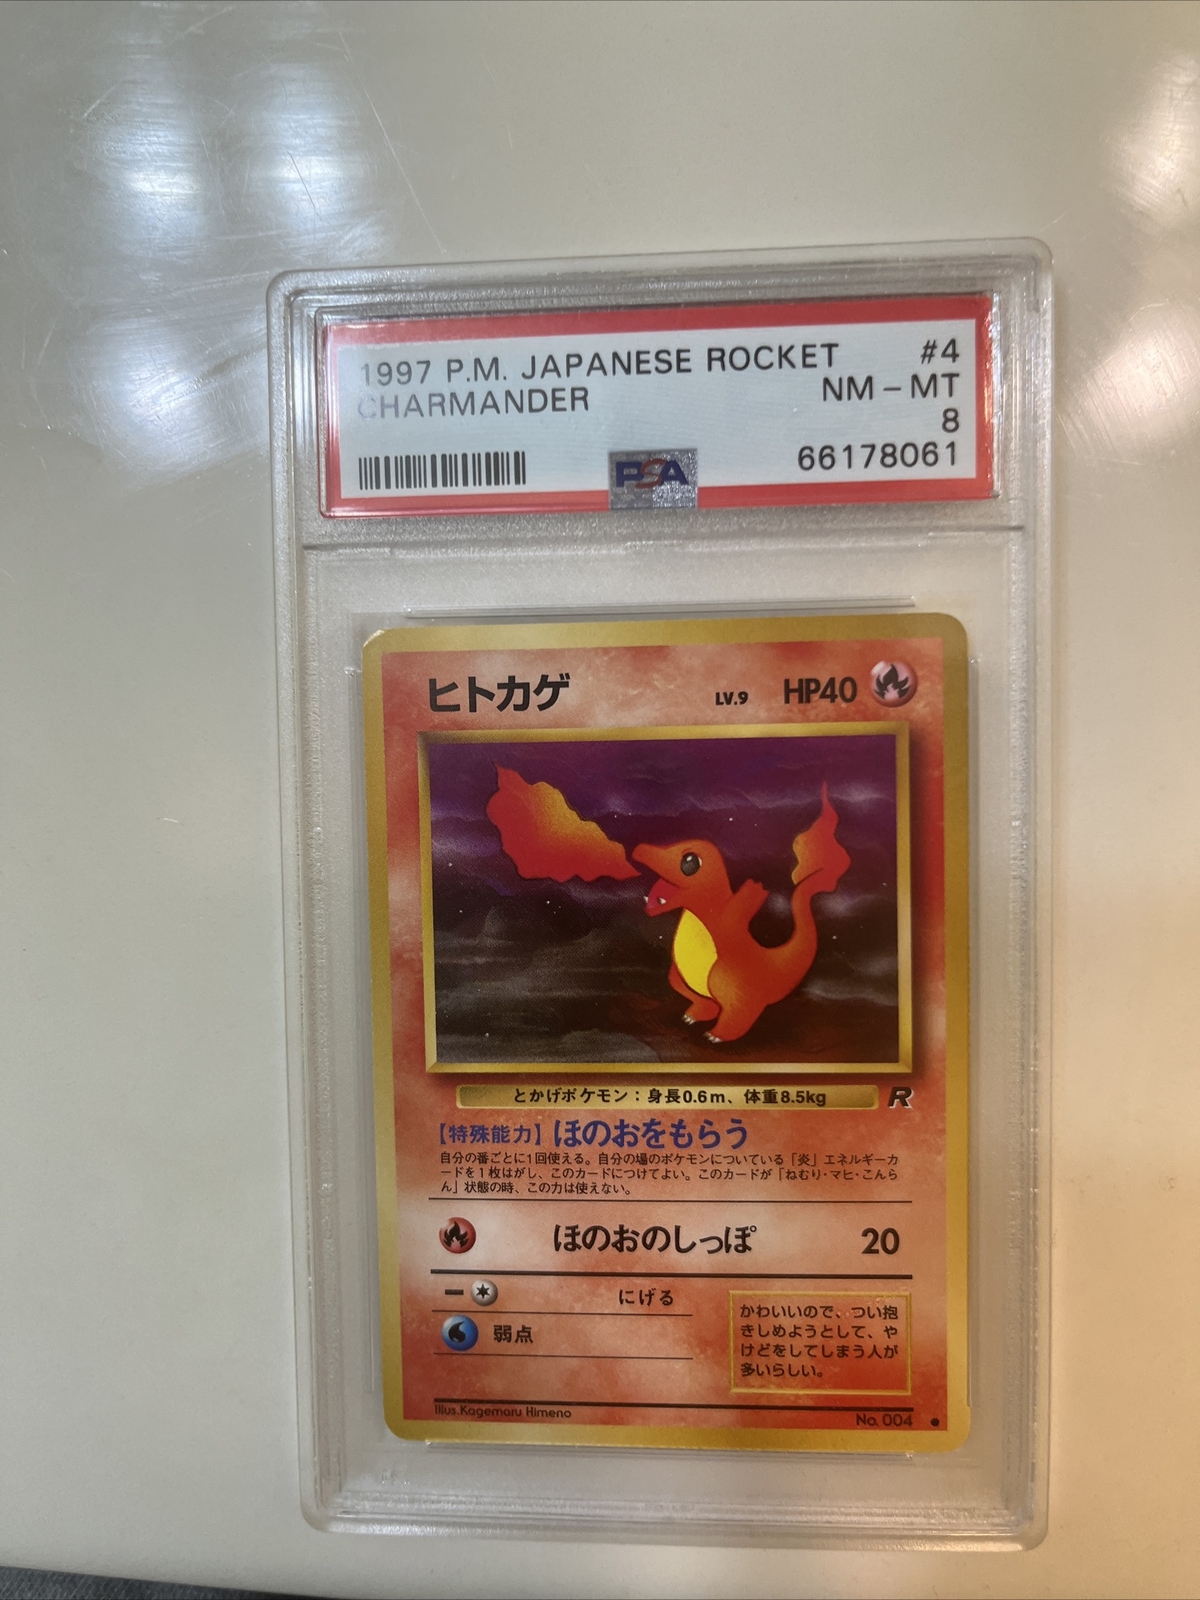 1997 P.M. JAPANESE ROCKET #4
CHARMANDER NM - MT
8
66178061
PSA
ヒトカゲ LV.9 HP40
とかげポケモン：身長0.6m、体重8.5kg R
【特殊能力】ほのおをもらう
自分の番ごとに1回使える。自分の場のポケモンについている「炎」エネルギーカ
ードを1枚はがし、このカードにつけてよい。このカードが「ねむり・マヒ・こんら
ん」状態の時、この力は使えない。
ほのおのしっぽ 20
にげる
弱点
かわいいので、つい抱
きしめようとして、や
けどをしてしまう人が
多いらしい。
Illus.Kagemaru Himeno No. 004